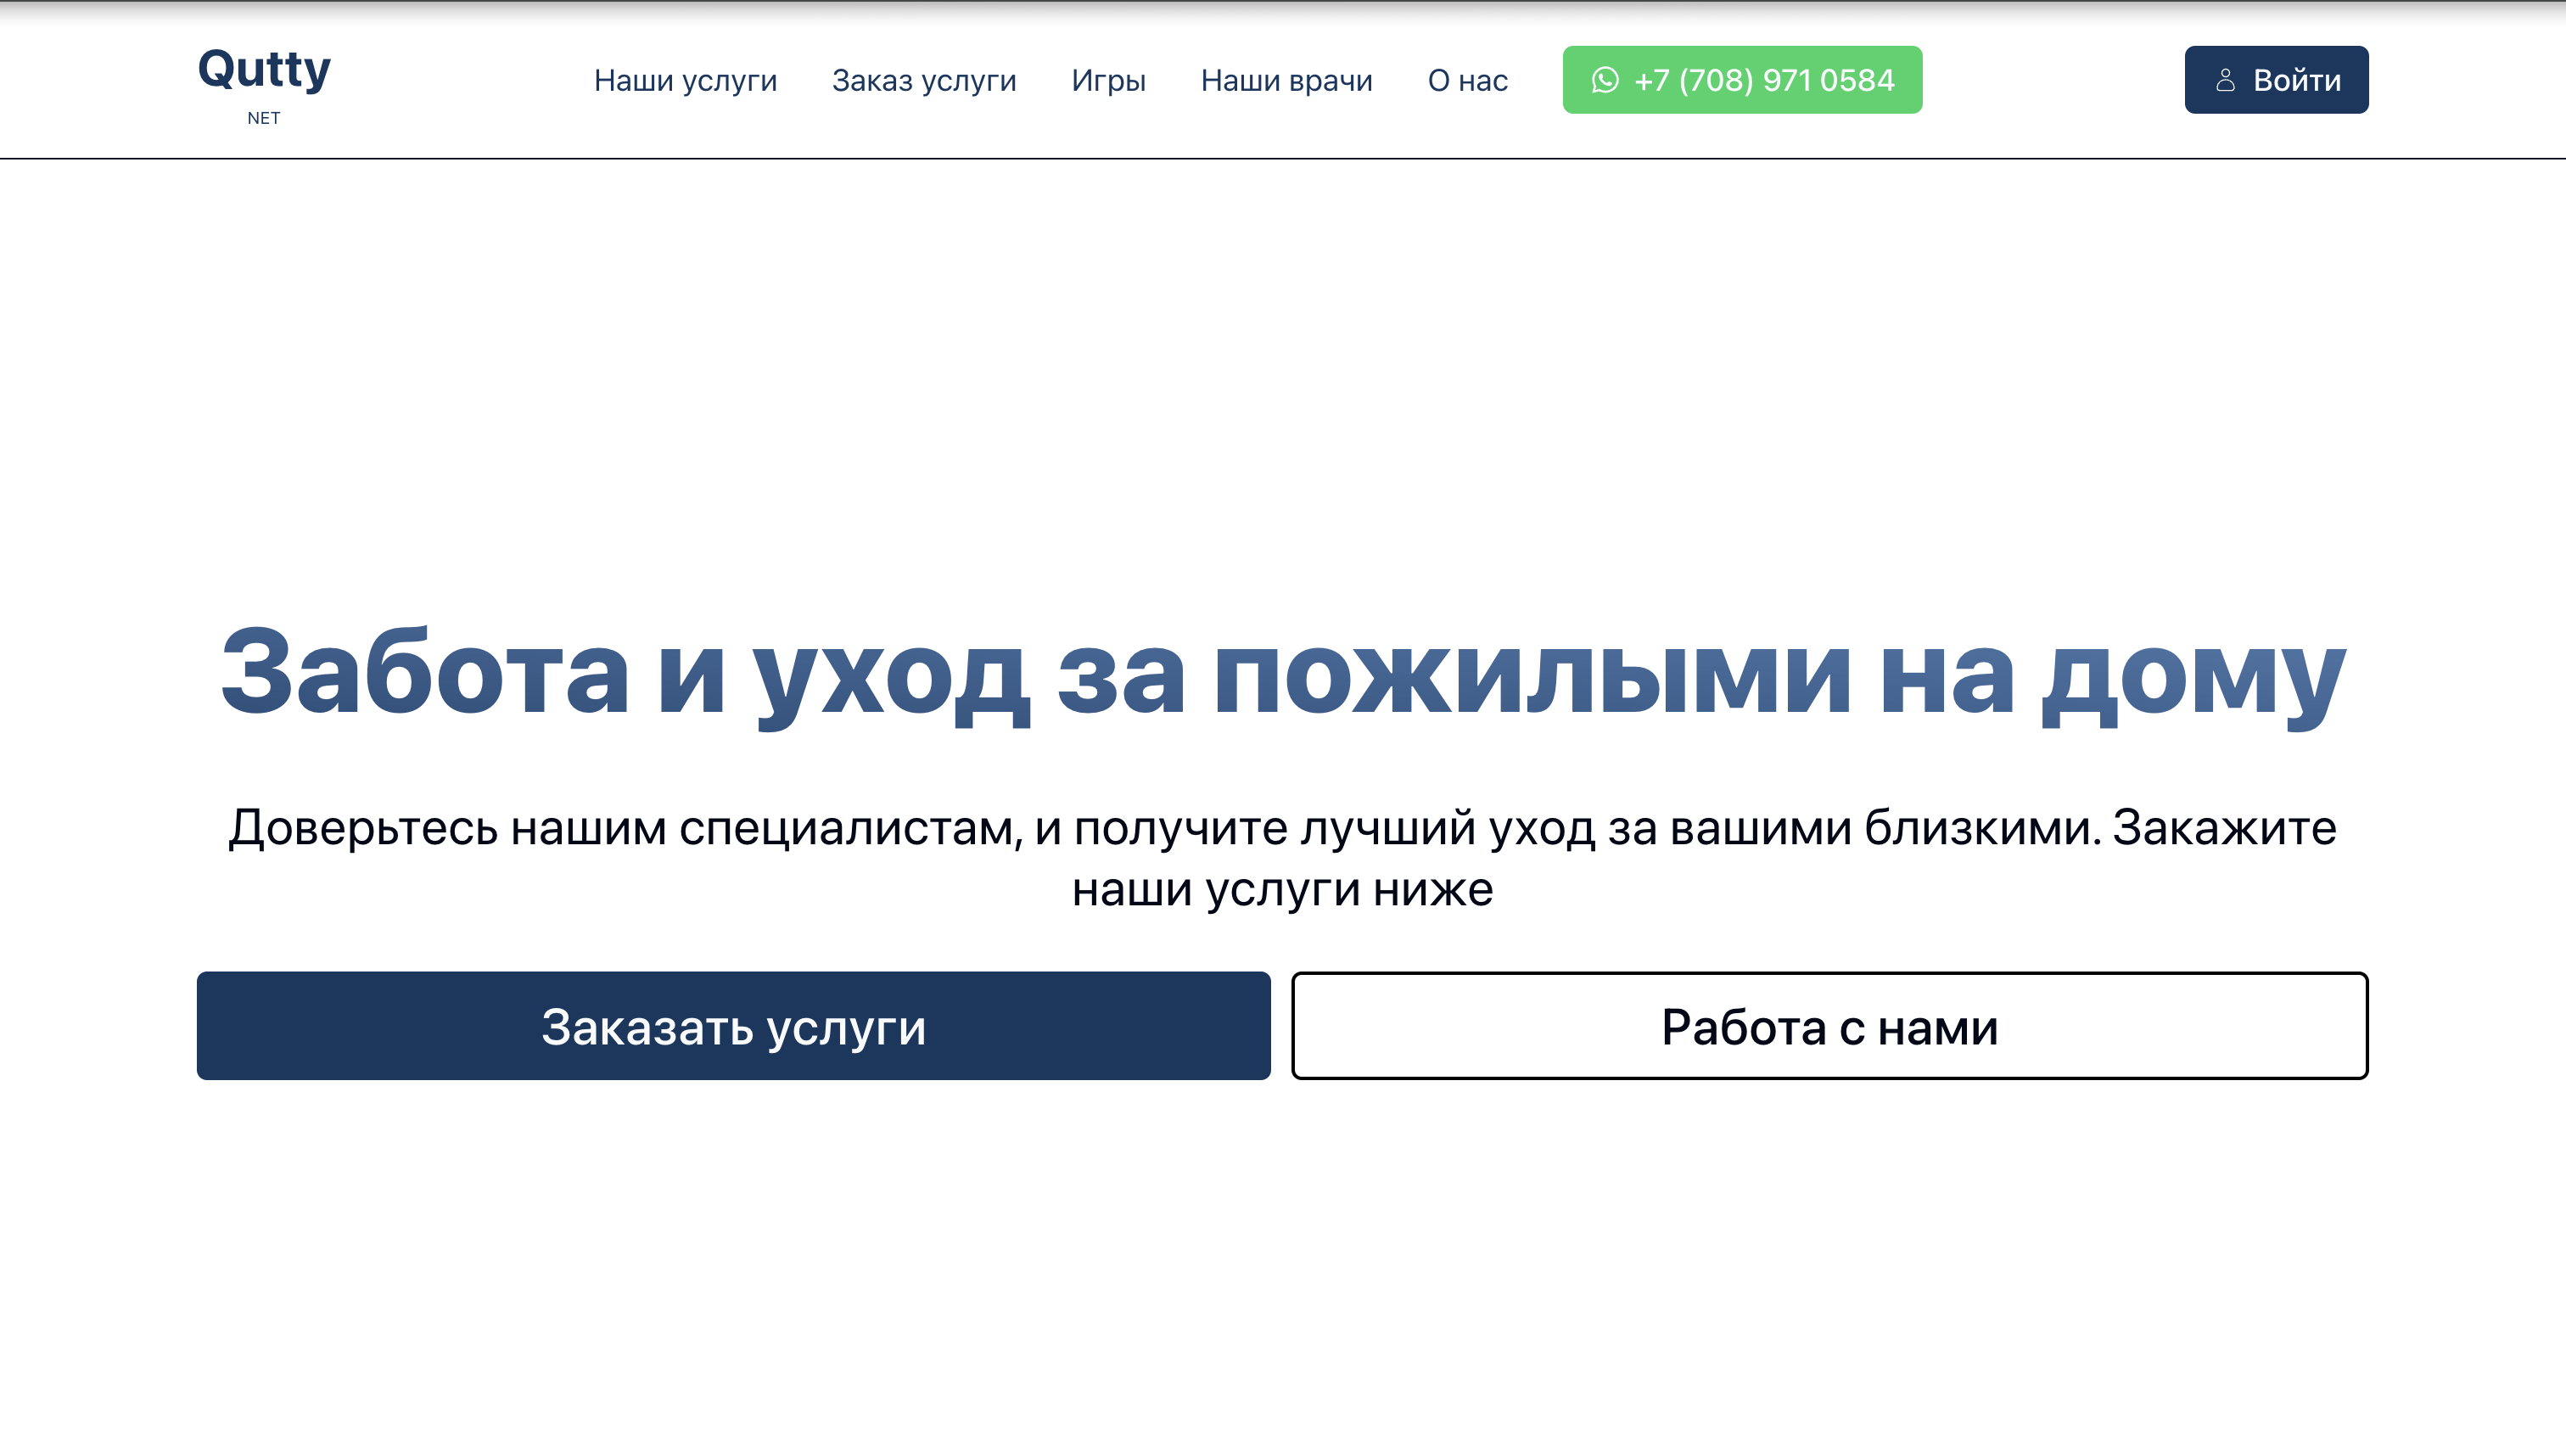 Qutty
NET
Наши услуги
Заказ услуги
Игры
Наши врачи
О нас
+7 (708) 971 0584
Войти
Забота и уход за пожилыми на дому
Доверьтесь нашим специалистам, и получите лучший уход за вашими близкими. Закажите
наши услуги ниже
Заказать услуги
Работа с нами